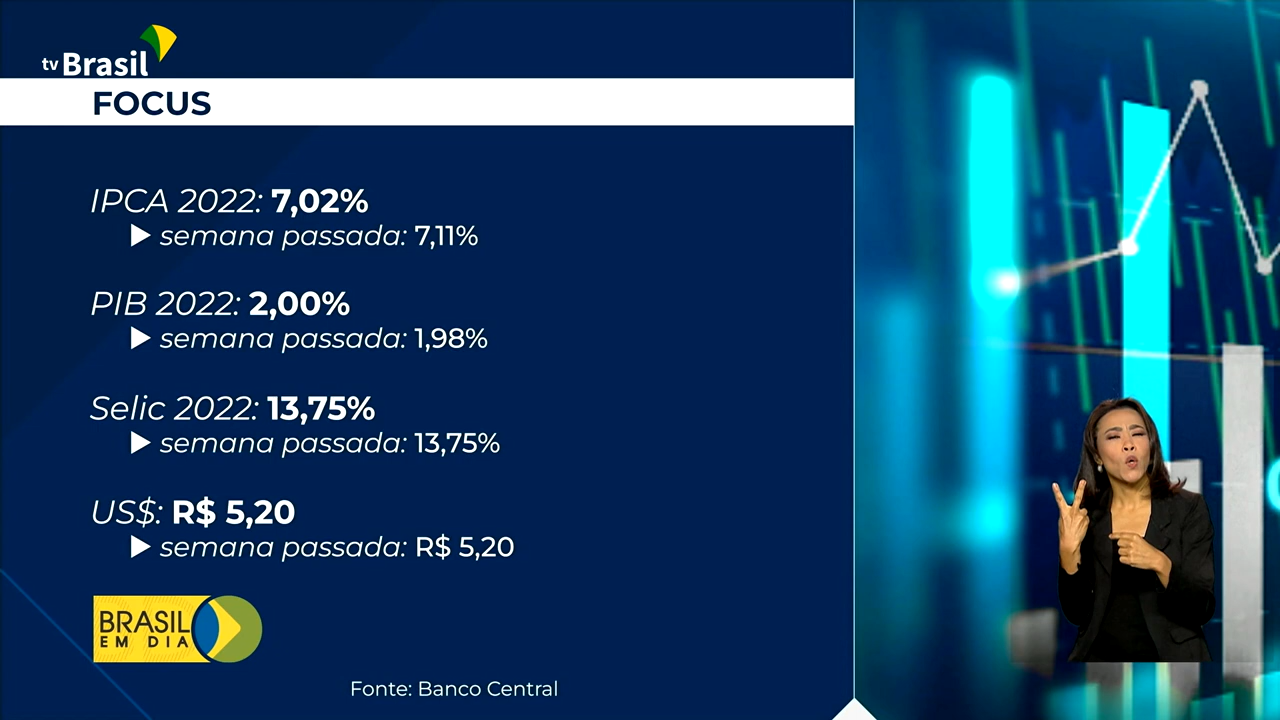 tv Brasil
FOCUS
IPCA 2022: 7,02%
▶ semana passada: 7,11%
PIB 2022: 2,00%
▶ semana passada: 1,98%
Selic 2022: 13,75%
▶ semana passada: 13,75%
US$: R$ 5,20
▶ semana passada: R$ 5,20
BRASIL
EM DIA
Fonte: Banco Central